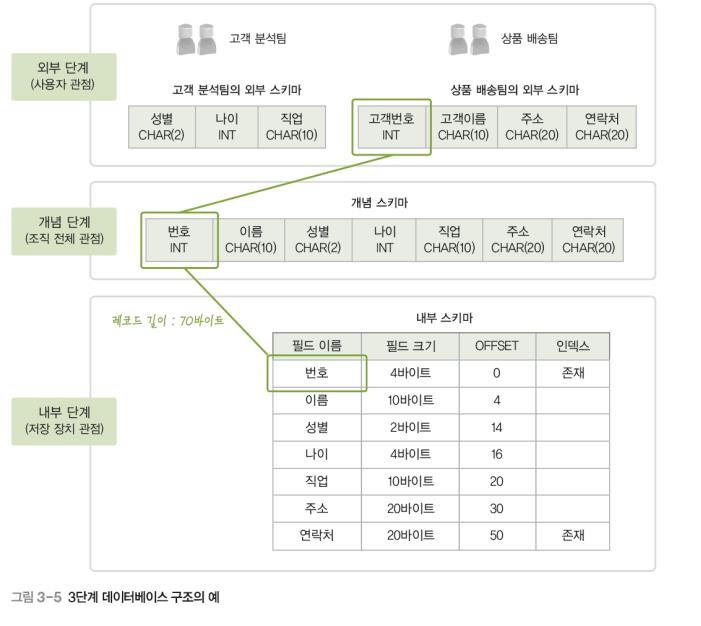 고객 분석팀
상품 배송팀
외부 단계
(사용자 관점)
고객 분석팀의 외부 스키마
상품 배송팀의 외부 스키마
성별 나이 직업
CHAR(2) INT CHAR(10)
고객번호 고객이름 주소 연락처
INT CHAR(10) CHAR(20) CHAR(20)
개념 단계
(조직 전체 관점)
개념 스키마
번호 이름 성별 나이 직업 주소 연락처
INT CHAR(10) CHAR(2) INT CHAR(10) CHAR(20) CHAR(20)
레코드 길이 : 70바이트
내부 스키마
필드 이름 필드 크기 OFFSET 인덱스
번호 4바이트 0 존재
이름 10바이트 4
성별 2바이트 14
나이 4바이트 16
직업 10바이트 20
주소 20바이트 30
연락처 20바이트 50 존재
내부 단계
(저장 장치 관점)
그림 3-5 3단계 데이터베이스 구조의 예